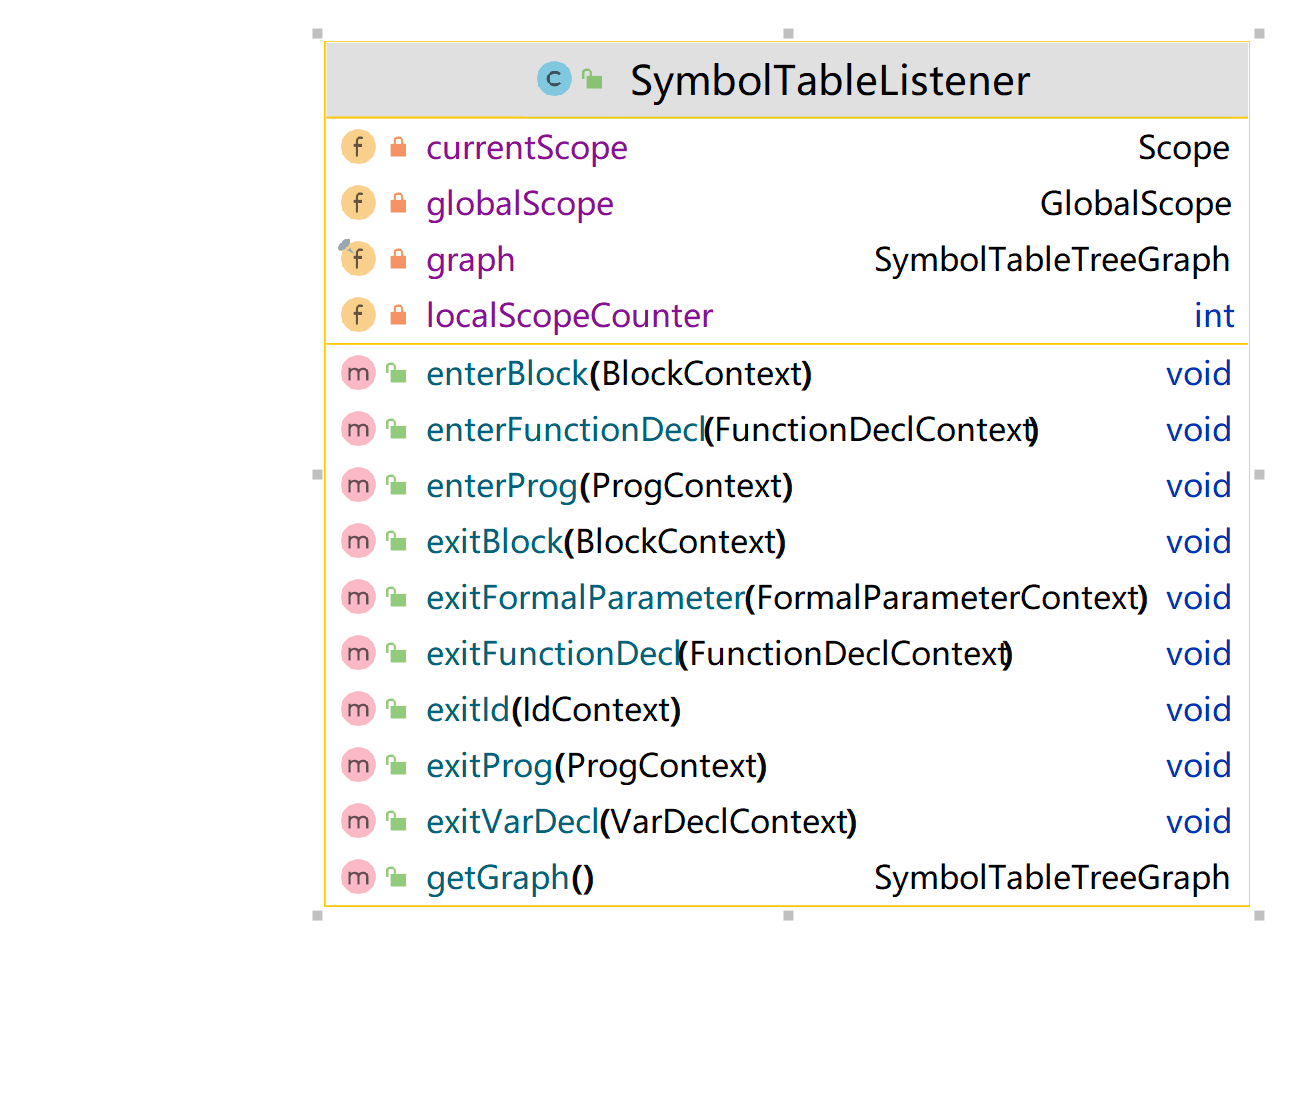 C SymbolTableListener
f currentScope Scope
f globalScope GlobalScope
f graph SymbolTableTreeGraph
f localScopeCounter int
m enterBlock(BlockContext) void
m enterFunctionDecl(FunctionDeclContext) void
m enterProg(ProgContext) void
m exitBlock(BlockContext) void
m exitFormalParameter(FormalParameterContext) void
m exitFunctionDecl(FunctionDeclContext) void
m exitId(IdContext) void
m exitProg(ProgContext) void
m exitVarDecl(VarDeclContext) void
m getGraph() SymbolTableTreeGraph